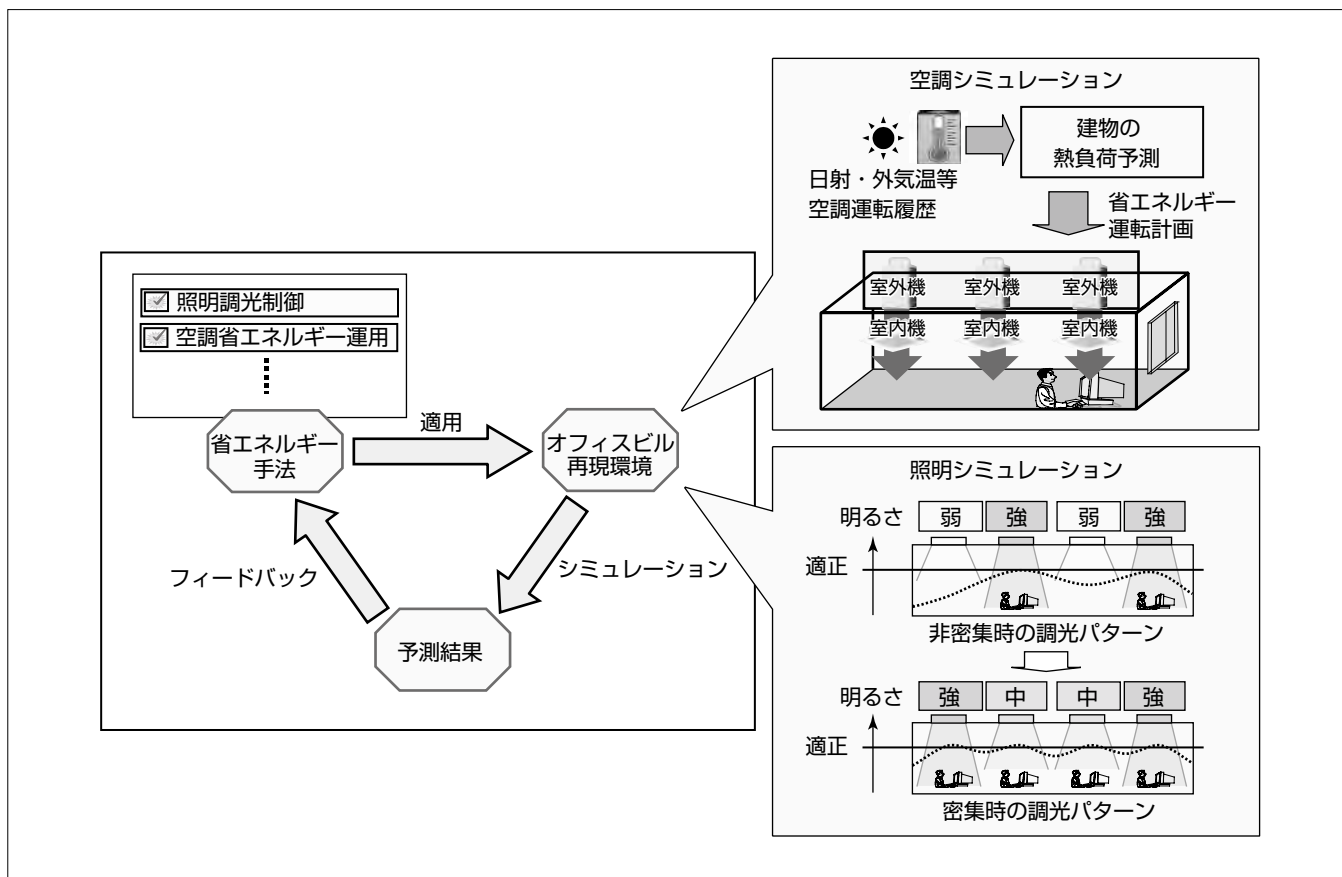 照明調光制御
空調省エネルギー運用
省エネルギー
手法
適用
オフィスビル
再現環境
シミュレーション
予測結果
フィードバック
空調シミュレーション
日射・外気温等
空調運転履歴
建物の
熱負荷予測
省エネルギー
運転計画
室外機 室外機 室外機
室内機 室内機 室内機
照明シミュレーション
明るさ 弱 強 弱 強
適正
非密集時の調光パターン
明るさ 強 中 中 強
適正
密集時の調光パターン